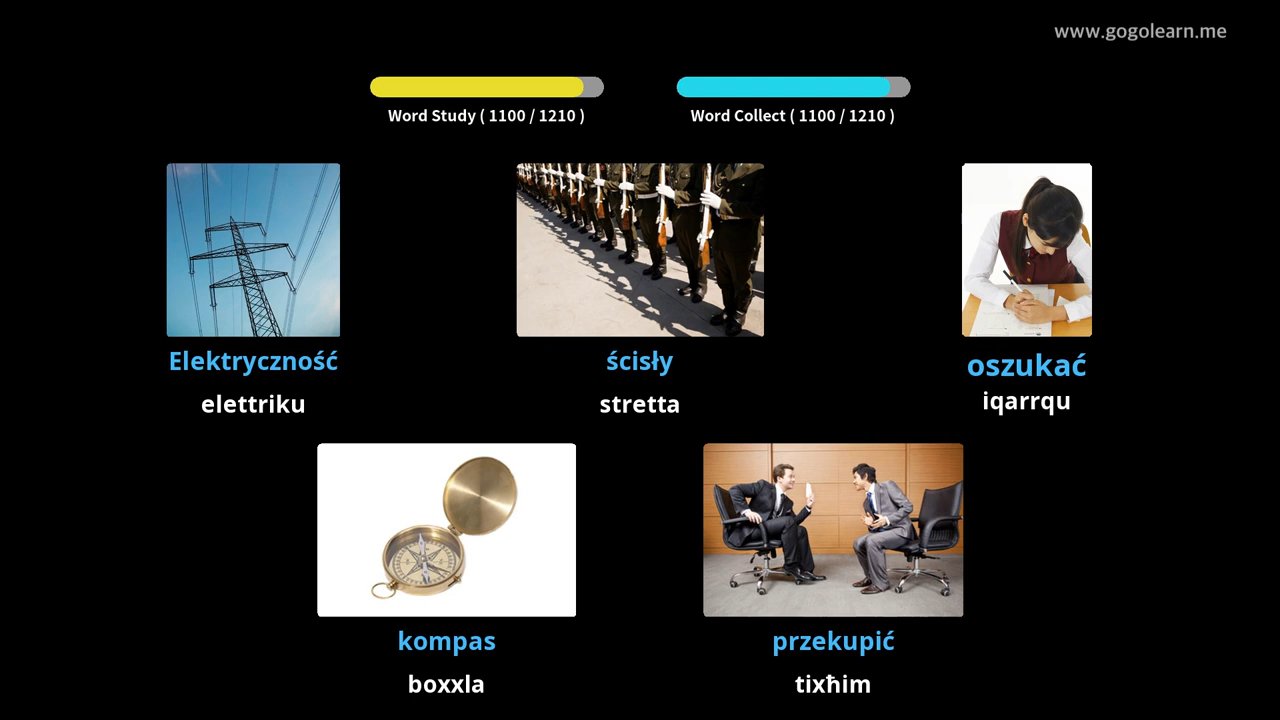 www.gogolearn.me
Word Study ( 1100 / 1210 )
Word Collect ( 1100 / 1210 )
Elektryczność
elettriku
ścisły
stretta
oszukać
iqarrqu
kompas
boxxla
przekupić
tixħim